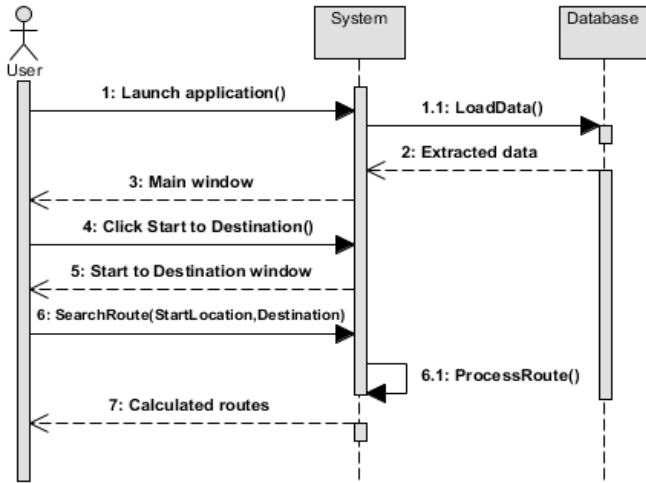 System
Database
User
1: Launch application()
1.1: LoadData()
2: Extracted data
3: Main window
4: Click Start to Destination()
5: Start to Destination window
6: SearchRoute(StartLocation,Destination)
6.1: ProcessRoute()
7: Calculated routes